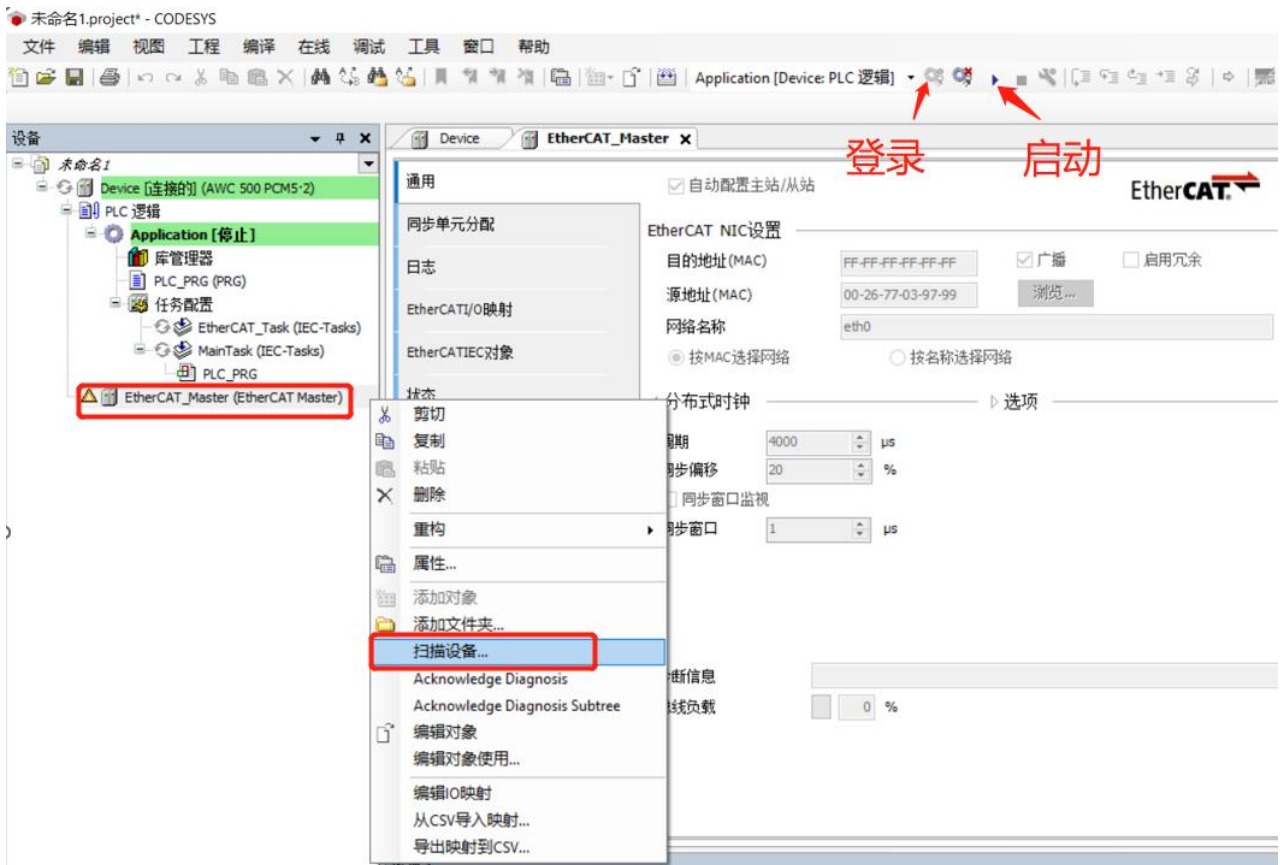 未命名1.project* - CODESYS
文件 编辑 视图 工程 编译 在线 调试 工具 窗口 帮助
Application [Device: PLC 逻辑]
登录 启动
设备
Device EtherCAT_Master
未命名1
Device [连接的] (AWC 500 PCM5-2)
PLC 逻辑
Application [停止]
库管理器
PLC_PRG (PRG)
任务配置
EtherCAT_Task (IEC-Tasks)
MainTask (IEC-Tasks)
PLC_PRG
EtherCAT_Master (EtherCAT Master)
通用
同步单元分配
日志
EtherCATI/O映射
EtherCATIEC对象
状态
自动配置主站/从站
EtherCAT.
EtherCAT NIC设置
目的地址(MAC) FF-FF-FF-FF-FF-FF 广播 启用冗余
源地址(MAC) 00-26-77-03-97-99 浏览...
网络名称 eth0
按MAC选择网络 按名称选择网络
分布式时钟 选项
周期 4000 µs
同步偏移 20 %
同步窗口监视
同步窗口 1 µs
诊断信息
总线负载 0 %
剪切
复制
粘贴
删除
重构
属性...
添加对象
添加文件夹...
扫描设备...
Acknowledge Diagnosis
Acknowledge Diagnosis Subtree
编辑对象
编辑对象使用...
编辑IO映射
从CSV导入映射...
导出映射到CSV...